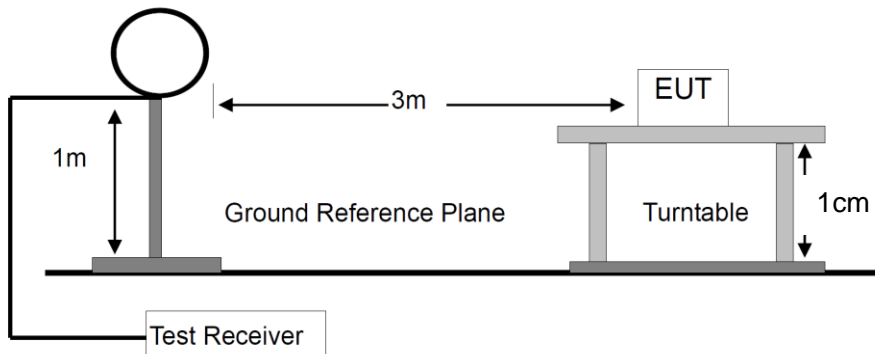 EUT
3m
1m
Ground Reference Plane
Turntable
1cm
Test Receiver